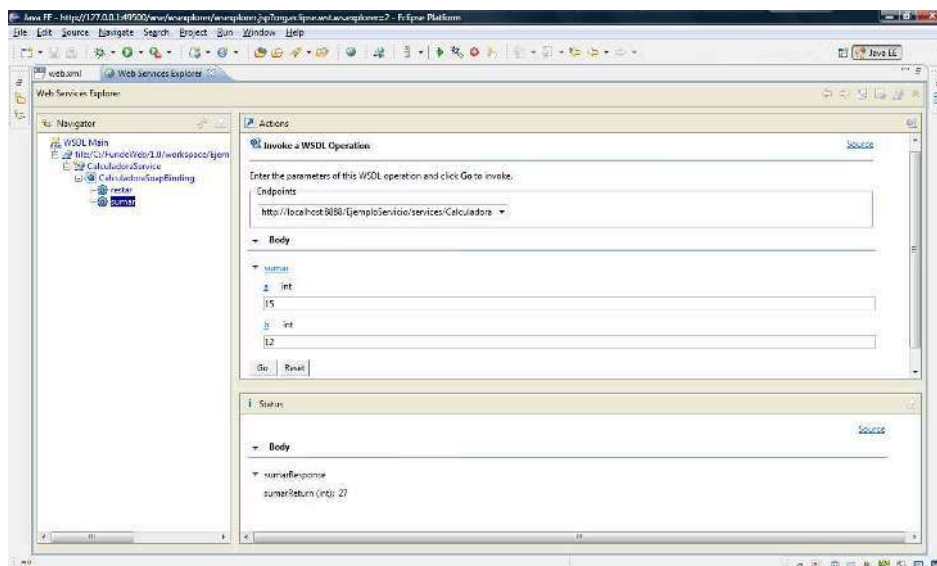 Java EE - http://127.0.0.1:49500/wse/wsexplorer/wsexplorer.jsp?org.eclipse.wst.ws.explorer=2 - Eclipse Platform
File Edit Source Navigate Search Project Run Window Help
Java EE
web.xml
Web Services Explorer
Web Services Explorer
Navigator
WSDL Main
file:/C:/FundeWeb/1.0/workspace/Ejem
CalculadoraService
CalculadoraSoapBinding
restar
sumar
Actions
Invoke a WSDL Operation
Source
Enter the parameters of this WSDL operation and click Go to invoke.
Endpoints
http://localhost:8888/EjemploServicio/services/Calculadora
Body
sumar
a int
15
b int
12
Go Reset
Status
Source
Body
sumarResponse
sumarReturn (int): 27